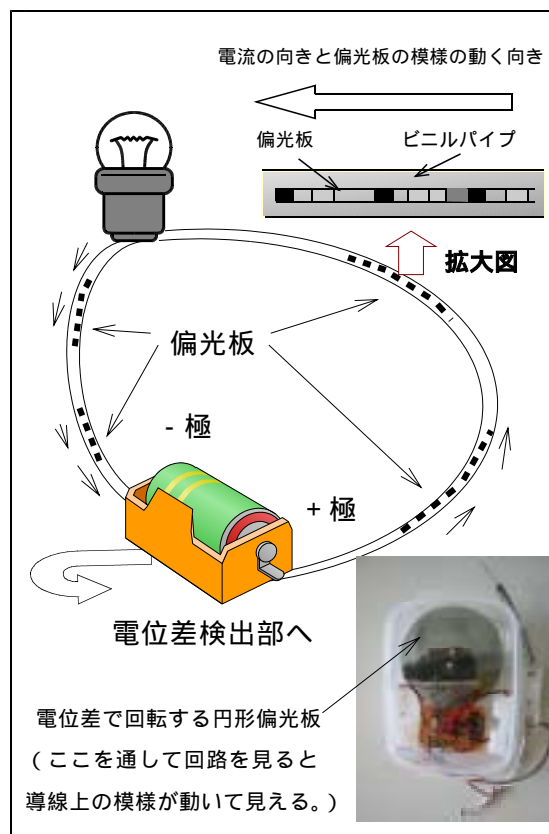 電流の向きと偏光板の模様の動く向き
偏光板
ビニルパイプ
拡大図
偏光板
- 極
+ 極
電位差検出部へ
電位差で回転する円形偏光板
(ここを通して回路を見ると
導線上の模様が動いて見える。)